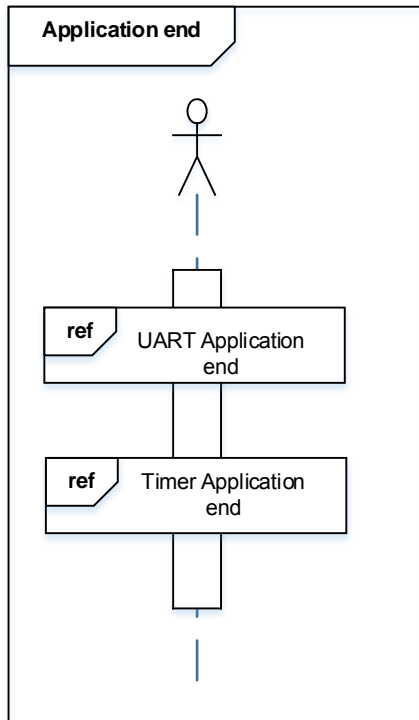 Application end
ref
UART Application
end
ref
Timer Application
end